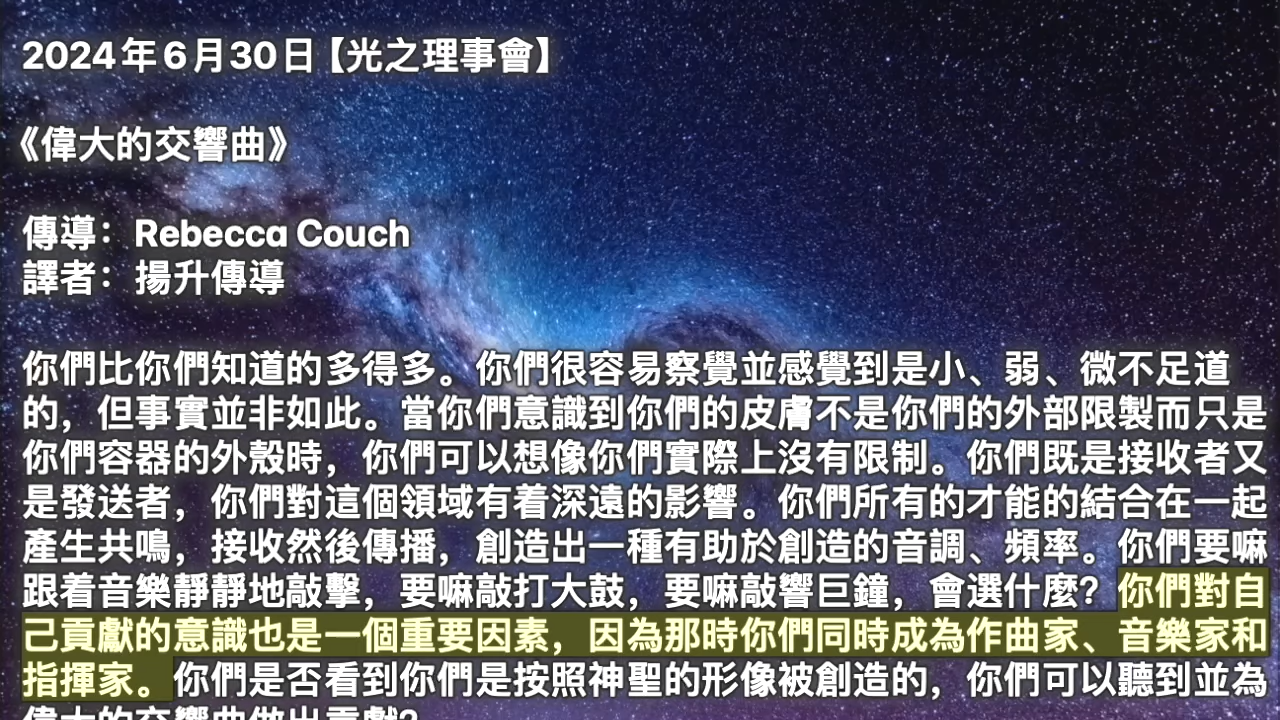 2024年6月30日【光之理事會】
《偉大的交響曲》
傳導：Rebecca Couch
譯者：揚升傳導
你們比你們知道的多得多。你們很容易察覺並感覺到是小、弱、微不足道
的，但事實並非如此。當你們意識到你們的皮膚不是你們的外部限製而只是
你們容器的外殼時，你們可以想像你們實際上沒有限制。你們既是接收者又
是發送者，你們對這個領域有着深遠的影響。你們所有的才能的結合在一起
產生共鳴，接收然後傳播，創造出一種有助於創造的音調、頻率。你們要嘛
跟着音樂靜靜地敲擊，要嘛敲打大鼓，要嘛敲響巨鐘，會選什麼？你們對自
己貢獻的意識也是一個重要因素，因為那時你們同時成為作曲家、音樂家和
指揮家。你們是否看到你們是按照神聖的形像被創造的，你們可以聽到並為
偉大的交響曲做出貢獻？